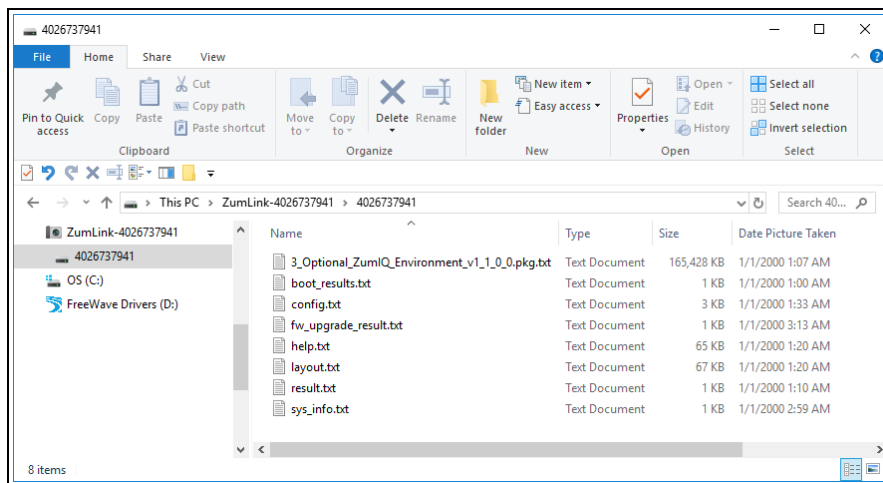 4026737941
File Home Share View
Pin to Quick access
Copy
Paste
Cut
Copy path
Paste shortcut
Clipboard
Move to
Copy to
Delete
Rename
Organize
New folder
New item
Easy access
New
Properties
Open
Edit
History
Open
Select all
Select none
Invert selection
Select
This PC > ZumLink-4026737941 > 4026737941
Search 40...
ZumLink-4026737941
4026737941
OS (C:)
FreeWave Drivers (D:)
Name Type Size Date Picture Taken
3_Optional_ZumIQ_Environment_v1_1_0_0.pkg.txt Text Document 165,428 KB 1/1/2000 1:07 AM
boot_results.txt Text Document 1 KB 1/1/2000 1:00 AM
config.txt Text Document 3 KB 1/1/2000 1:33 AM
fw_upgrade_result.txt Text Document 1 KB 1/1/2000 3:13 AM
help.txt Text Document 65 KB 1/1/2000 1:20 AM
layout.txt Text Document 67 KB 1/1/2000 1:20 AM
result.txt Text Document 1 KB 1/1/2000 1:10 AM
sys_info.txt Text Document 1 KB 1/1/2000 2:59 AM
8 items